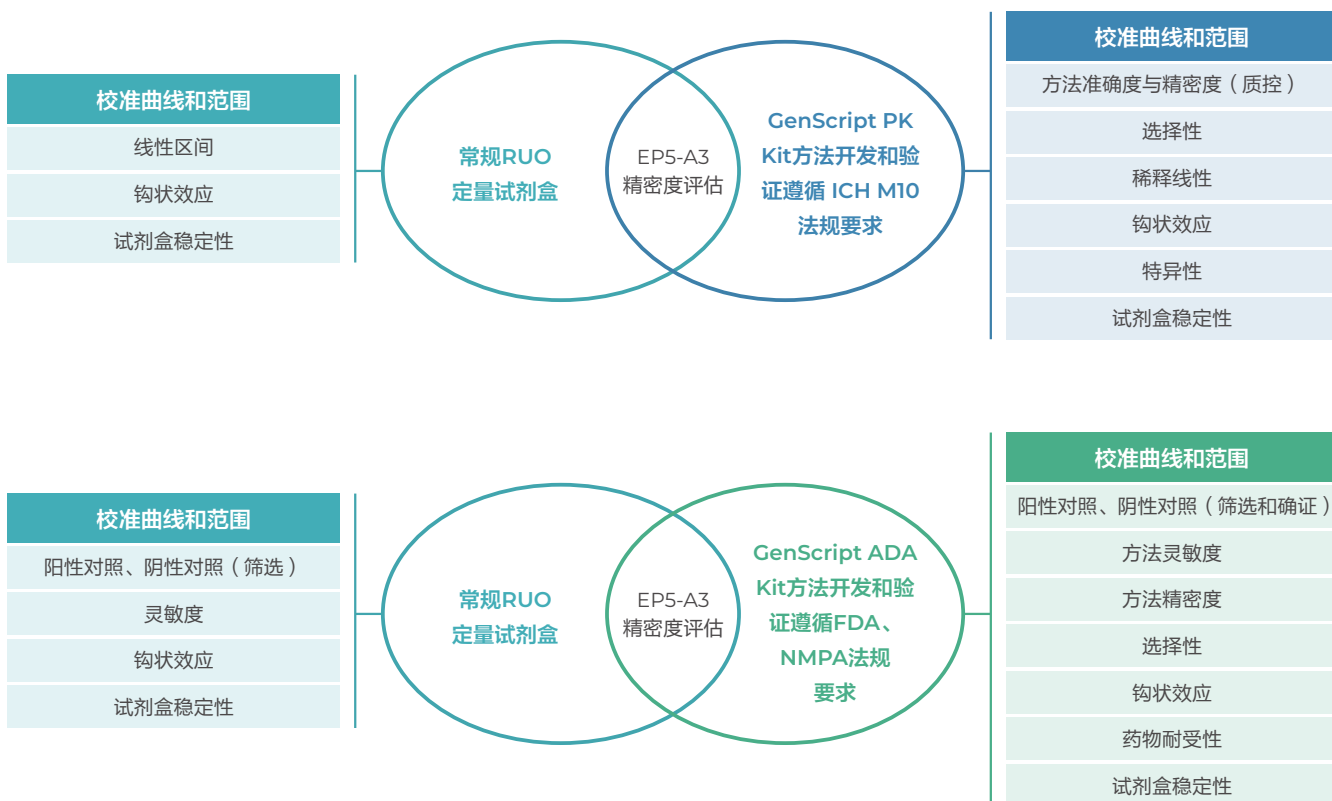 校准曲线和范围
线性区间
钩状效应
试剂盒稳定性
常规RUO
定量试剂盒
EP5-A3
精密度评估
GenScript PK
Kit方法开发和验
证遵循 ICH M10
法规要求
校准曲线和范围
方法准确度与精密度（质控）
选择性
稀释线性
钩状效应
特异性
试剂盒稳定性
校准曲线和范围
阳性对照、阴性对照（筛选）
灵敏度
钩状效应
试剂盒稳定性
常规RUO
定量试剂盒
EP5-A3
精密度评估
GenScript ADA
Kit方法开发和验
证遵循FDA、
NMPA法规
要求
校准曲线和范围
阳性对照、阴性对照（筛选和确证）
方法灵敏度
方法精密度
选择性
钩状效应
药物耐受性
试剂盒稳定性